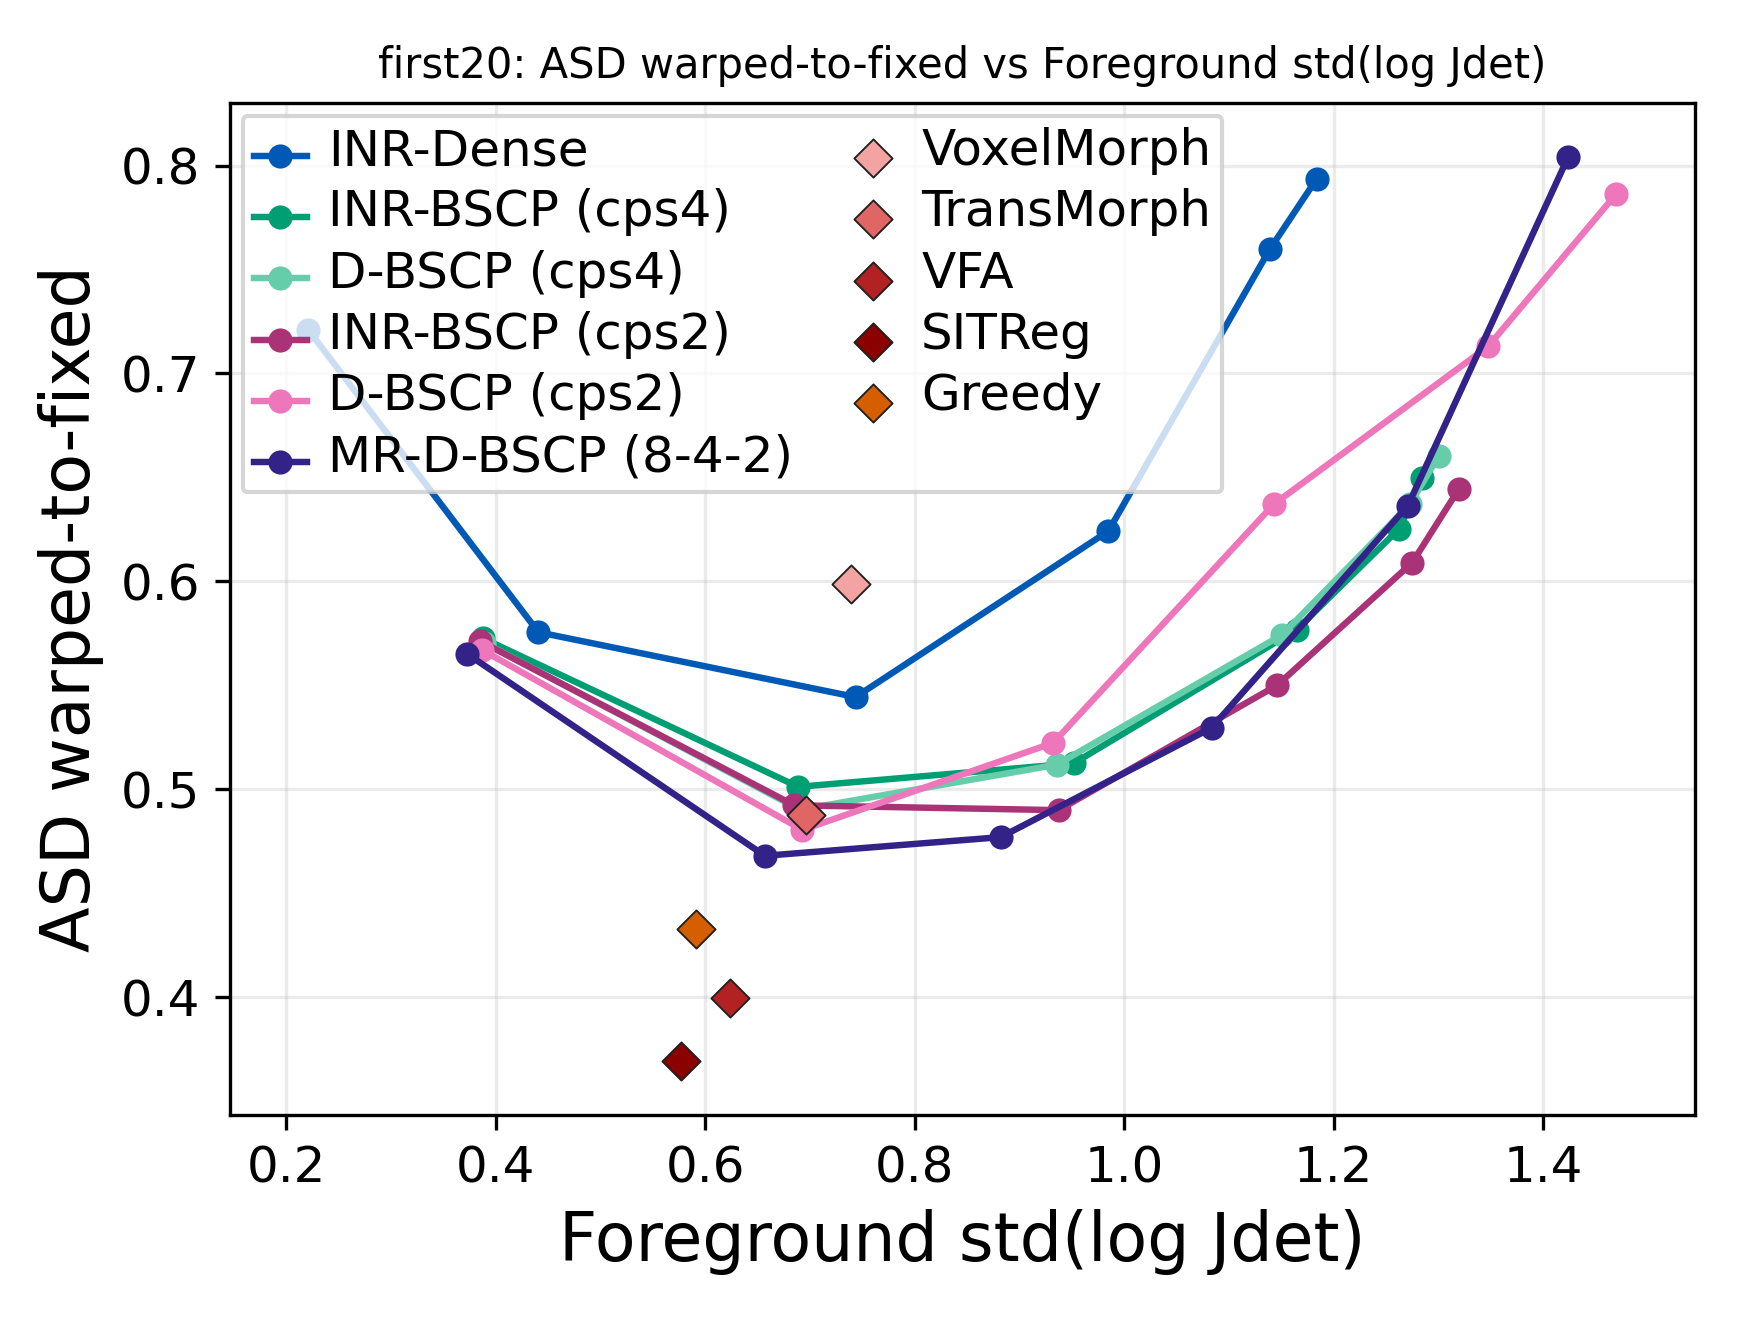 first20: ASD warped-to-fixed vs Foreground std(log Jdet)
INR-Dense
INR-BSCP (cps4)
D-BSCP (cps4)
INR-BSCP (cps2)
D-BSCP (cps2)
MR-D-BSCP (8-4-2)
VoxelMorph
TransMorph
VFA
SITReg
Greedy
ASD warped-to-fixed
0.8
0.7
0.6
0.5
0.4
0.2 0.4 0.6 0.8 1.0 1.2 1.4
Foreground std(log Jdet)